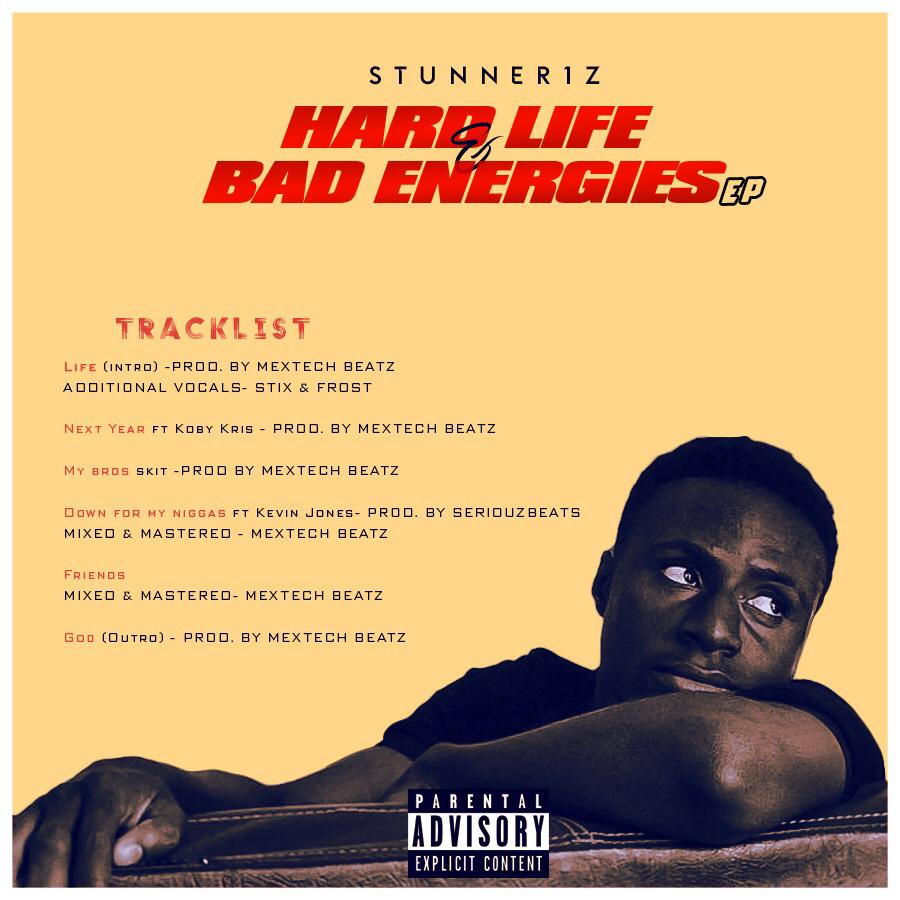 STUNNER1Z
HARD & LIFE
BAD ENERGIES EP
TRACKLIST
Life (intro) -PROD. BY MEXTECH BEATZ
ADDITIONAL VOCALS- STIX & FROST
Next Year ft Koby Kris - PROD. BY MEXTECH BEATZ
My bros skit -PROD BY MEXTECH BEATZ
Down for my niggas ft Kevin Jones- PROD. BY SERIOUZBEATS
MIXED & MASTERED - MEXTECH BEATZ
Friends
MIXED & MASTERED- MEXTECH BEATZ
God (Outro) - PROD. BY MEXTECH BEATZ
PARENTAL
ADVISORY
EXPLICIT CONTENT